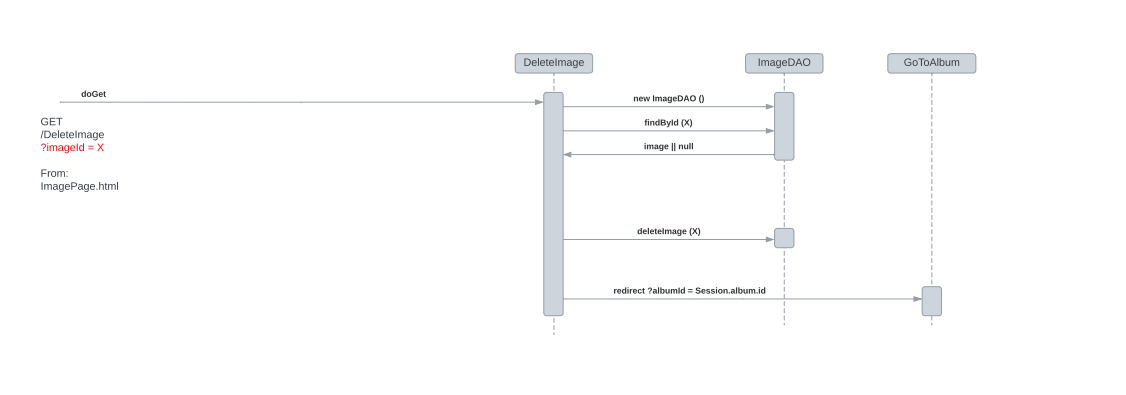 DeleteImage
ImageDAO
GoToAlbum
doGet
GET
/DeleteImage
?imageId = X
From:
ImagePage.html
new ImageDAO ()
findById (X)
image || null
deleteImage (X)
redirect ?albumId = Session.album.id